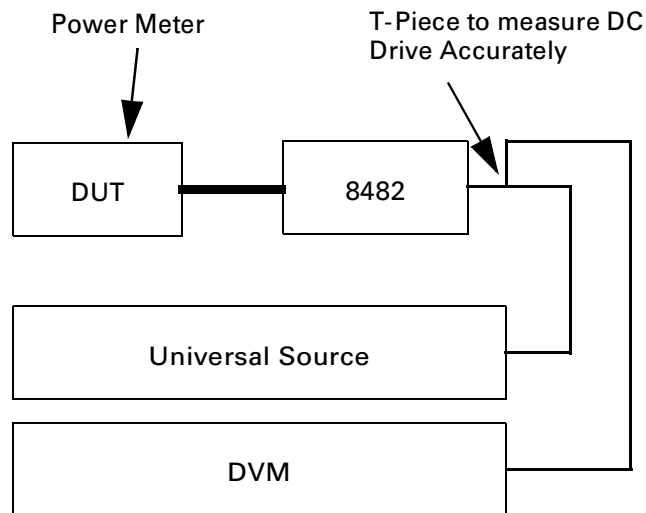 Power Meter
T-Piece to measure DC
Drive Accurately
DUT
8482
Universal Source
DVM